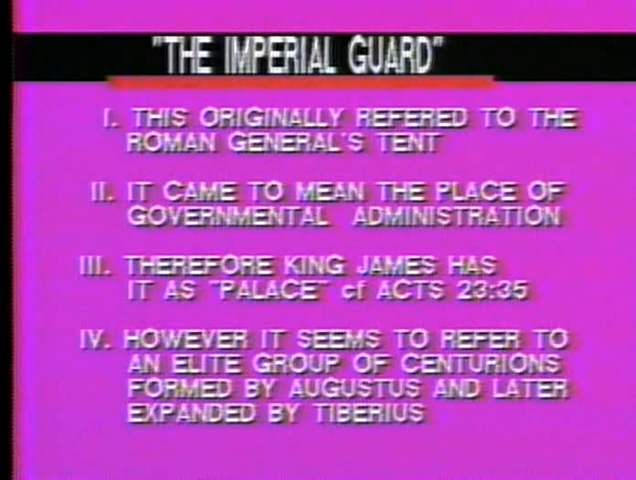 "THE IMPERIAL GUARD"
I. THIS ORIGINALLY REFERED TO THE
ROMAN GENERAL'S TENT
II. IT CAME TO MEAN THE PLACE OF
GOVERNMENTAL ADMINISTRATION
III. THEREFORE KING JAMES HAS
IT AS "PALACE" cf ACTS 23:35
IV. HOWEVER IT SEEMS TO REFER TO
AN ELITE GROUP OF CENTURIONS
FORMED BY AUGUSTUS AND LATER
EXPANDED BY TIBERIUS